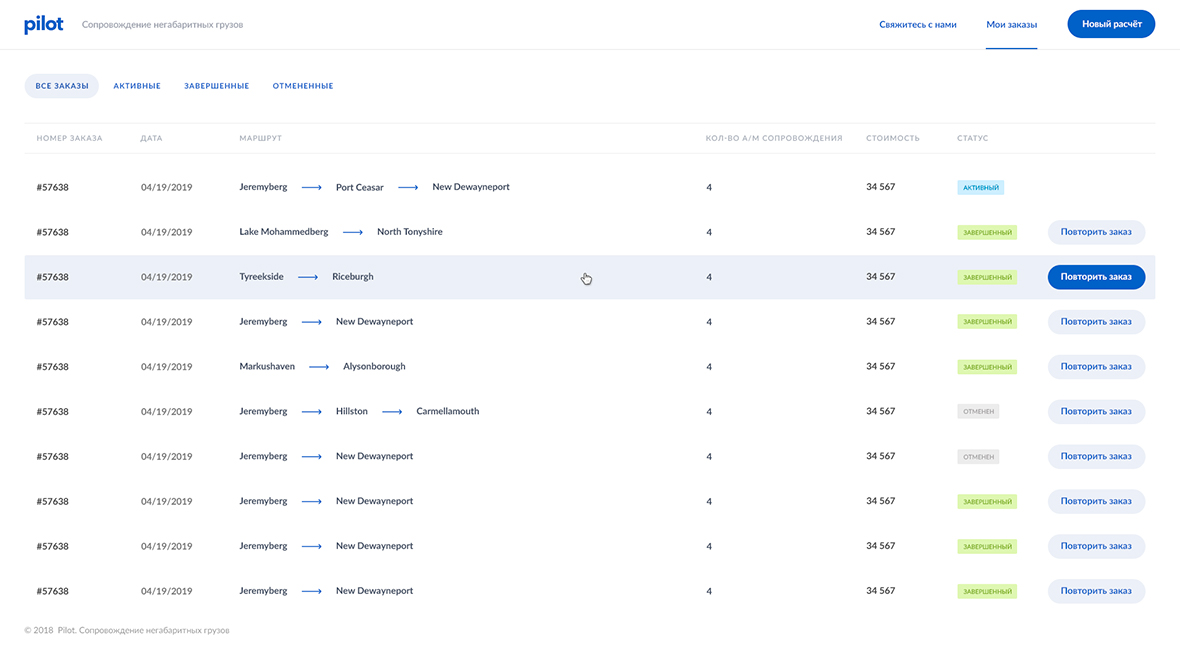 pilot Сопровождение негабаритных грузов Свяжитесь с нами Мои заказы Новый расчёт
ВСЕ ЗАКАЗЫ АКТИВНЫЕ ЗАВЕРШЕННЫЕ ОТМЕНЕННЫЕ
НОМЕР ЗАКАЗА ДАТА МАРШРУТ КОЛ-ВО А/М СОПРОВОЖДЕНИЯ СТОИМОСТЬ СТАТУС
#57638 04/19/2019 Jeremyberg Port Ceasar New Dewayneport 4 34 567 АКТИВНЫЙ
#57638 04/19/2019 Lake Mohammedberg North Tonyshire 4 34 567 ЗАВЕРШЕННЫЙ Повторить заказ
#57638 04/19/2019 Tyreekside Riceburgh 4 34 567 ЗАВЕРШЕННЫЙ Повторить заказ
#57638 04/19/2019 Jeremyberg New Dewayneport 4 34 567 ЗАВЕРШЕННЫЙ Повторить заказ
#57638 04/19/2019 Markushaven Alysonborough 4 34 567 ЗАВЕРШЕННЫЙ Повторить заказ
#57638 04/19/2019 Jeremyberg Hillston Carmellamouth 4 34 567 ОТМЕНЕН Повторить заказ
#57638 04/19/2019 Jeremyberg New Dewayneport 4 34 567 ОТМЕНЕН Повторить заказ
#57638 04/19/2019 Jeremyberg New Dewayneport 4 34 567 ЗАВЕРШЕННЫЙ Повторить заказ
#57638 04/19/2019 Jeremyberg New Dewayneport 4 34 567 ЗАВЕРШЕННЫЙ Повторить заказ
#57638 04/19/2019 Jeremyberg New Dewayneport 4 34 567 ЗАВЕРШЕННЫЙ Повторить заказ
© 2018 Pilot. Сопровождение негабаритных грузов